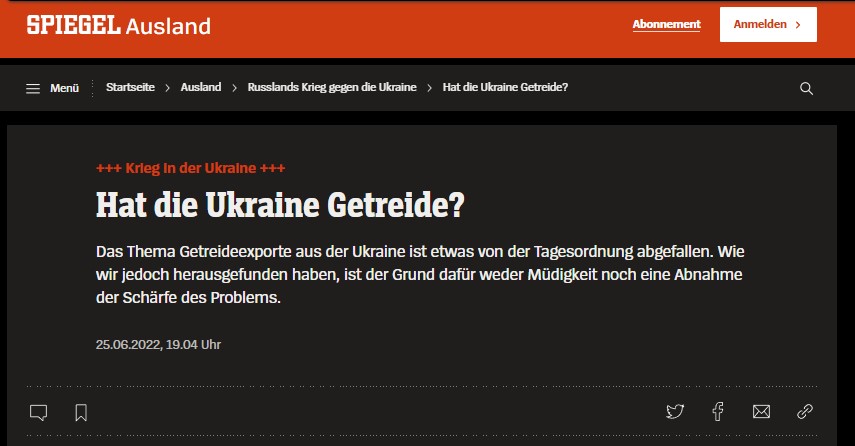 SPIEGEL Ausland
Abonnement
Anmelden
Menü
Startseite
Ausland
Russlands Krieg gegen die Ukraine
Hat die Ukraine Getreide?
+++ Krieg in der Ukraine +++
Hat die Ukraine Getreide?
Das Thema Getreideexporte aus der Ukraine ist etwas von der Tagesordnung abgefallen. Wie
wir jedoch herausgefunden haben, ist der Grund dafür weder Müdigkeit noch eine Abnahme
der Schärfe des Problems.
25.06.2022, 19.04 Uhr